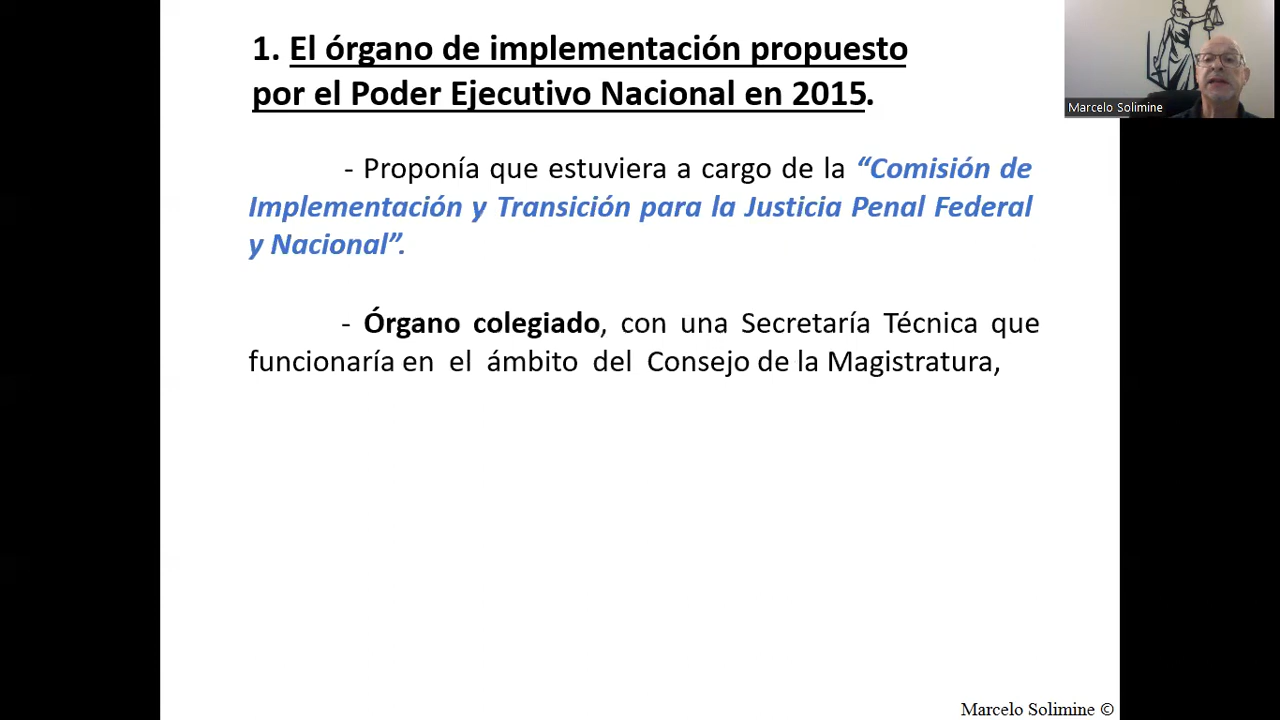 1. El órgano de implementación propuesto
por el Poder Ejecutivo Nacional en 2015.
Marcelo Solimine
- Proponía que estuviera a cargo de la “Comisión de
Implementación y Transición para la Justicia Penal Federal
y Nacional”.
- Órgano colegiado, con una Secretaría Técnica que
funcionaría en el ámbito del Consejo de la Magistratura,
Marcelo Solimine ©